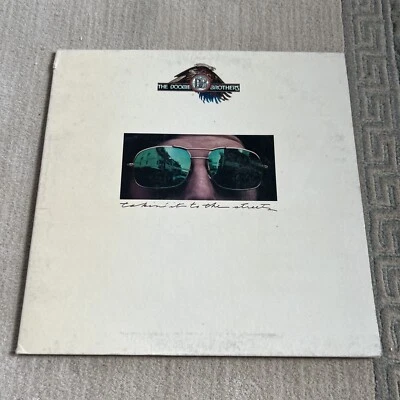 THE DOOBIE BROTHERS
takin' it to the streets